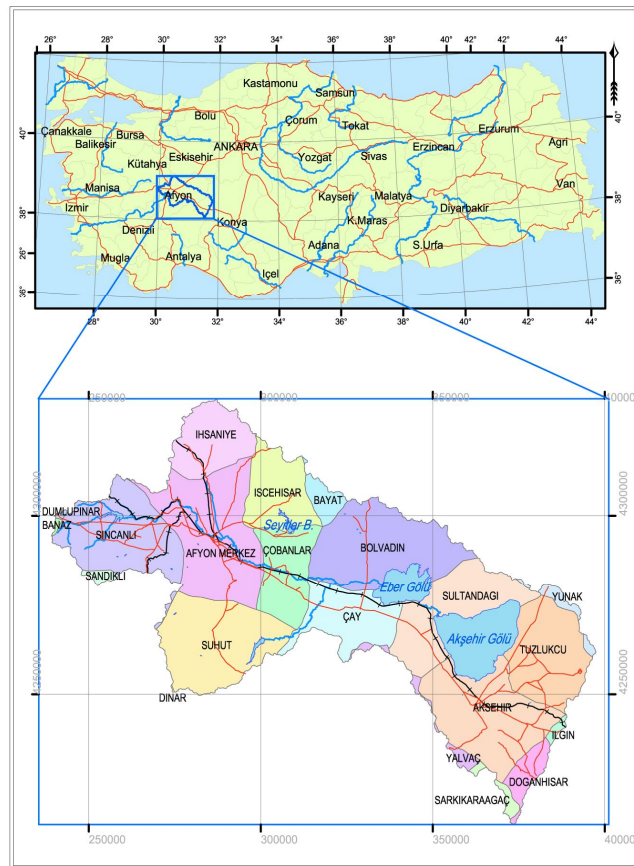 26° 28° 30° 32° 34° 36° 38° 40° 42° 44°
Kastamonu
Samsun
Bolu
Çorum
Tokat
40°
Çanakkale
Bursa
ANKARA
Erzurum
40°
Balikesir
Eskisehir
Yozgat
Sivas
Erzincan
Agri
Kütahya
Manisa
Afyon
Kayseri
Malatya
Van
Izmir
38°
Konya
K.Maras
Diyarbakir
38°
Denizli
26°
Mugla
Antalya
Içel
Adana
S.Urfa
36°
36°
28° 30° 32° 34° 36° 38° 40° 42° 44°
250000 300000 350000 400000
IHSANIYE
ISCEHISAR
BAYAT
4300000
DUMLUPINAR
BANAZ
Seyitler B.
4300000
SINCANLI
AFYON MERKEZ
ÇOBANLAR
BOLVADIN
SANDIKLI
Eber Gölü
SULTANDAGI
YUNAK
ÇAY
Akşehir Gölü
SUHUT
TUZLUKCU
4250000
DINAR
AKSEHIR
4250000
ILGIN
YALVAÇ
DOGANHISAR
SARKIKARAAGAÇ
250000 300000 350000 400000